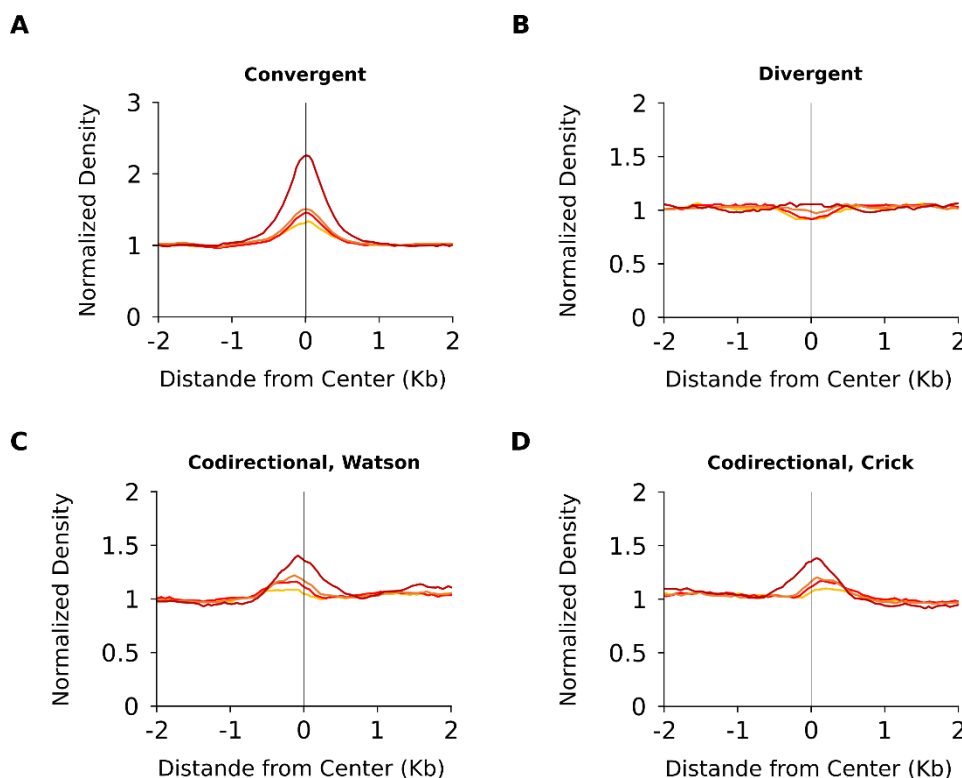 A
Convergent
Normalized Density
3
2
1
0
-2 -1 0 1 2
Distande from Center (Kb)
B
Divergent
Normalized Density
2
1.5
1
0.5
0
-2 -1 0 1 2
Distande from Center (Kb)
C
Codirectional, Watson
Normalized Density
2
1.5
1
0.5
0
-2 -1 0 1 2
Distande from Center (Kb)
D
Codirectional, Crick
Normalized Density
2
1.5
1
0.5
0
-2 -1 0 1 2
Distande from Center (Kb)